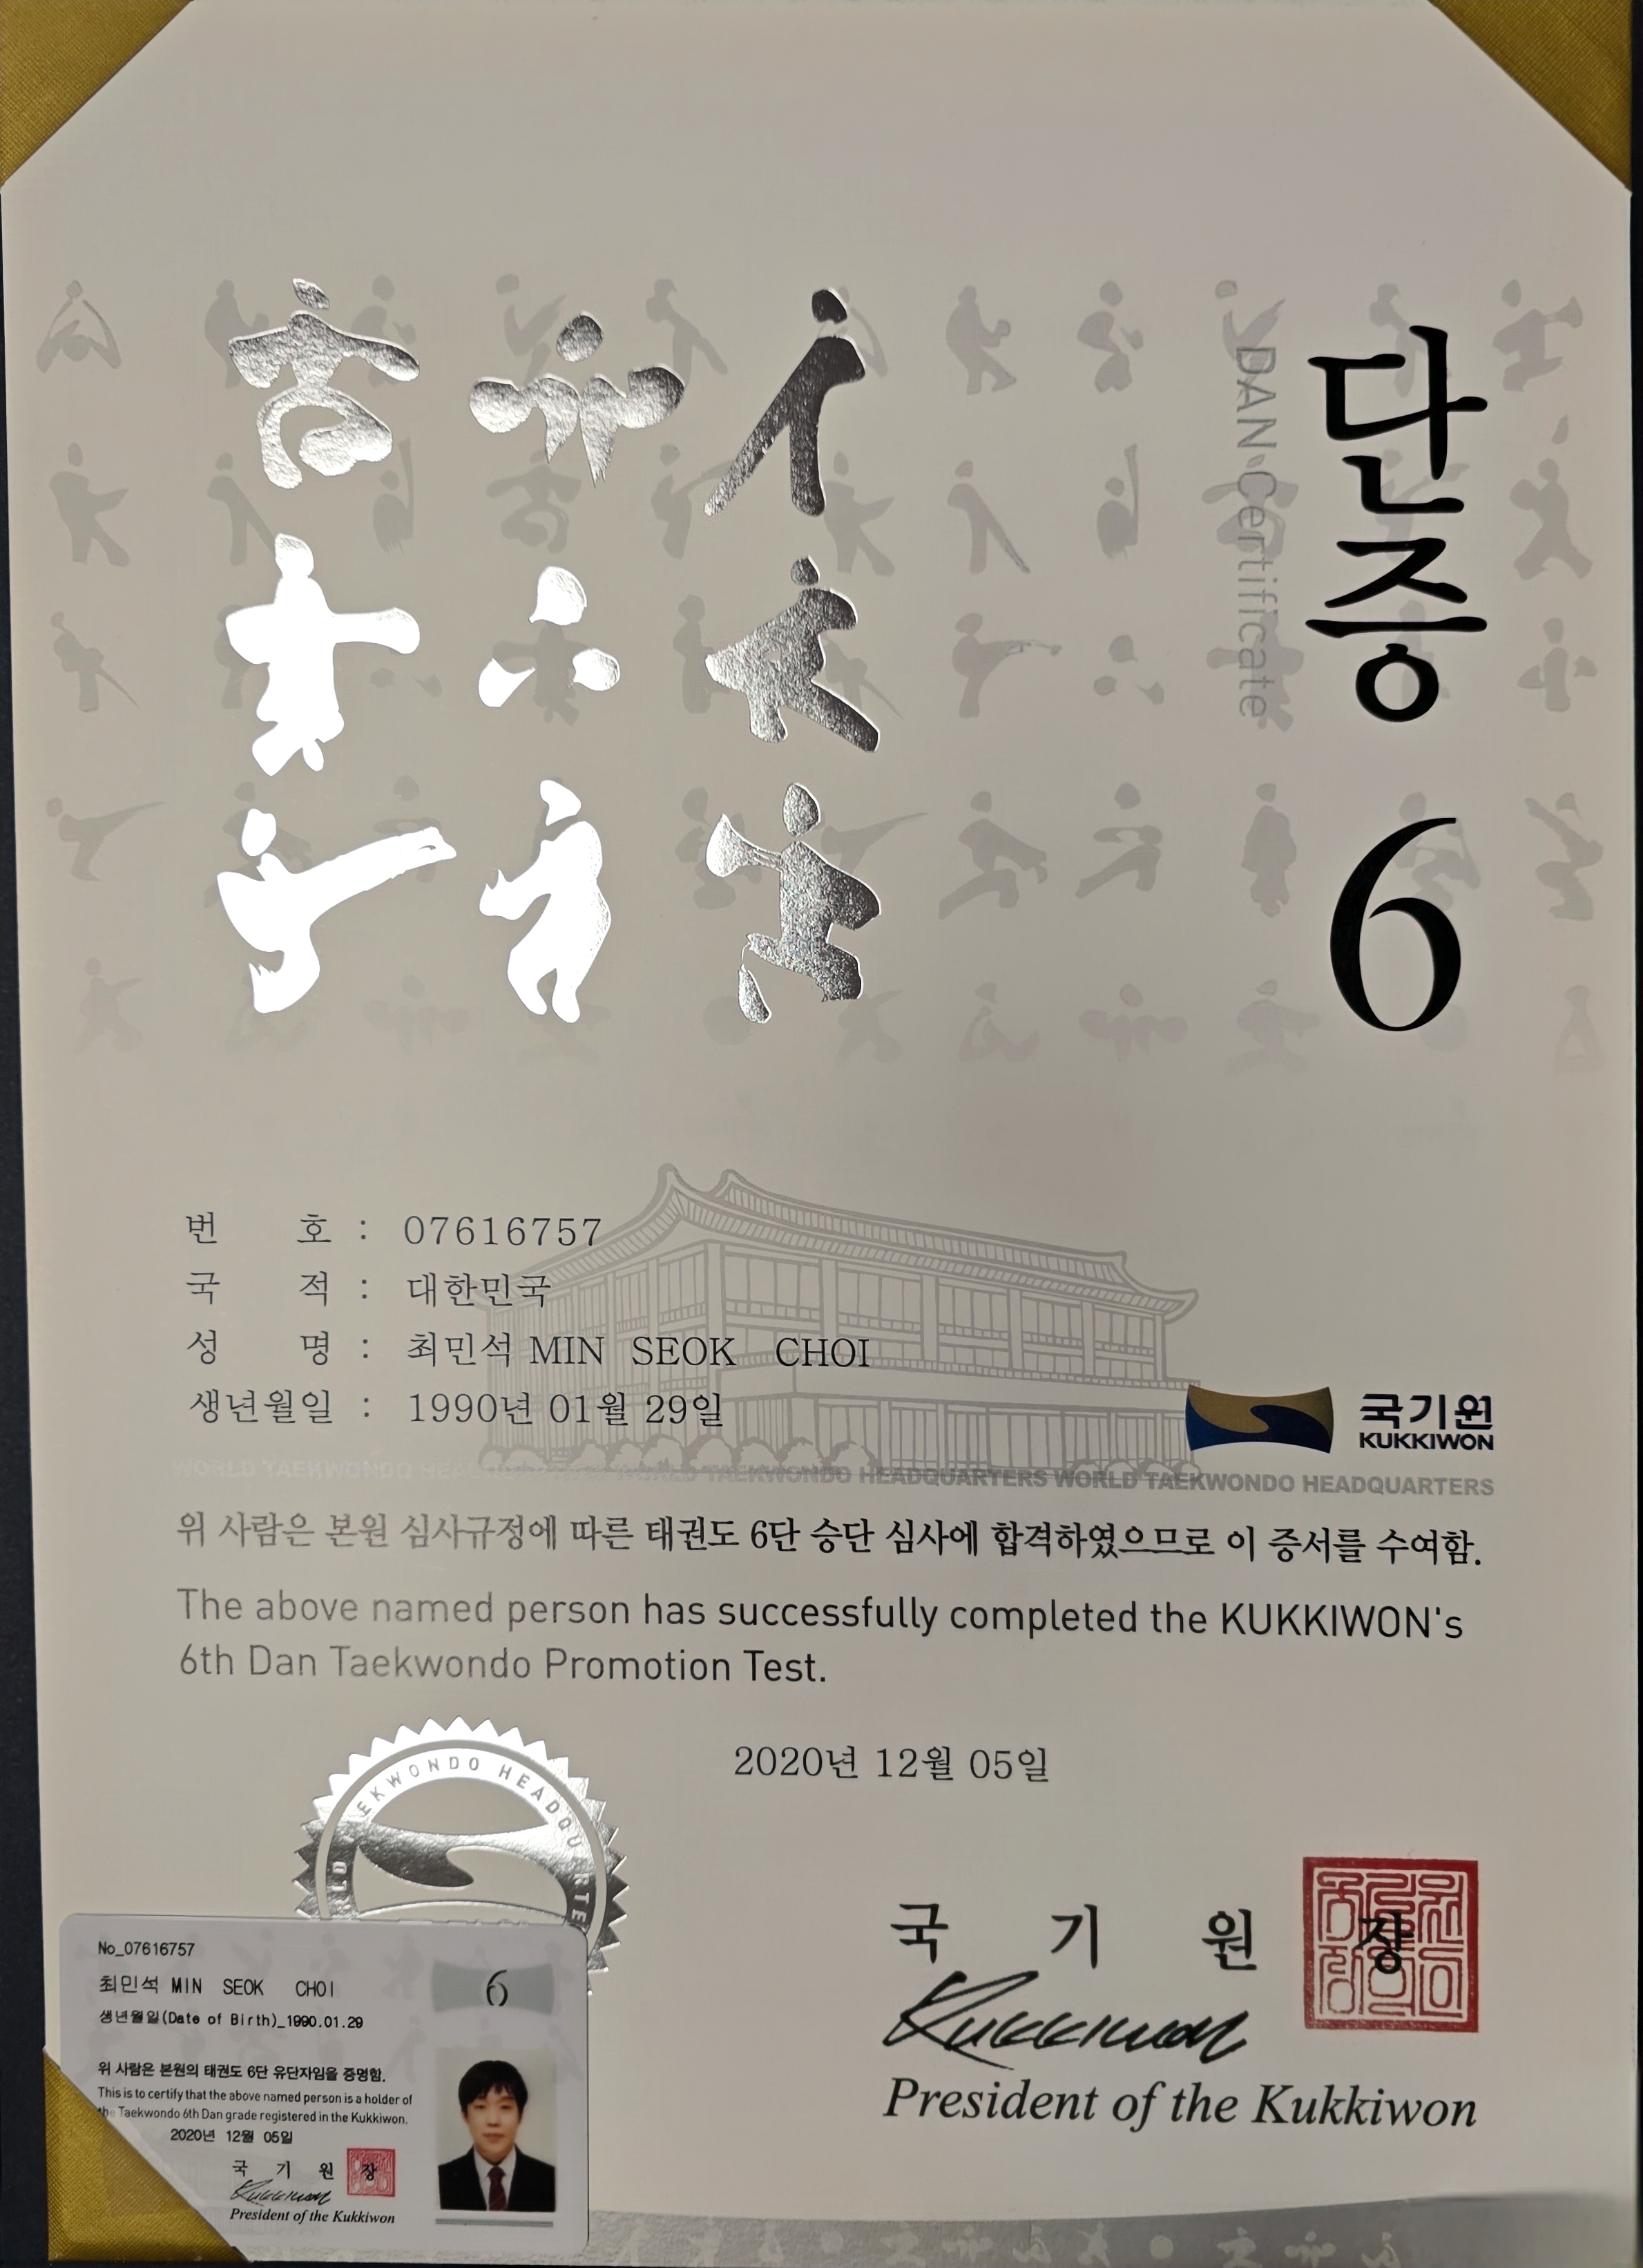 단증
6
DAN Certificate
번 호 : 07616757
국 적 : 대한민국
성 명 : 최민석 MIN SEOK CHOI
생년월일 : 1990년 01월 29일
국기원
KUKKIWON
WORLD TAEKWONDO HEADQUARTERS WORLD TAEKWONDO HEADQUARTERS WORLD TAEKWONDO HEADQUARTERS
위 사람은 본원 심사규정에 따른 태권도 6단 승단 심사에 합격하였으므로 이 증서를 수여함.
The above named person has successfully completed the KUKKIWON's
6th Dan Taekwondo Promotion Test.
2020년 12월 05일
국 기 원 장
Kukkiwon
President of the Kukkiwon
No_07616757
최민석 MIN SEOK CHOI
6
생년월일(Date of Birth)_1990.01.29
위 사람은 본원의 태권도 6단 유단자임을 증명함.
This is to certify that the above named person is a holder of
the Taekwondo 6th Dan grade registered in the Kukkiwon.
2020년 12월 05일
국 기 원 장
Kukkiwon
President of the Kukkiwon